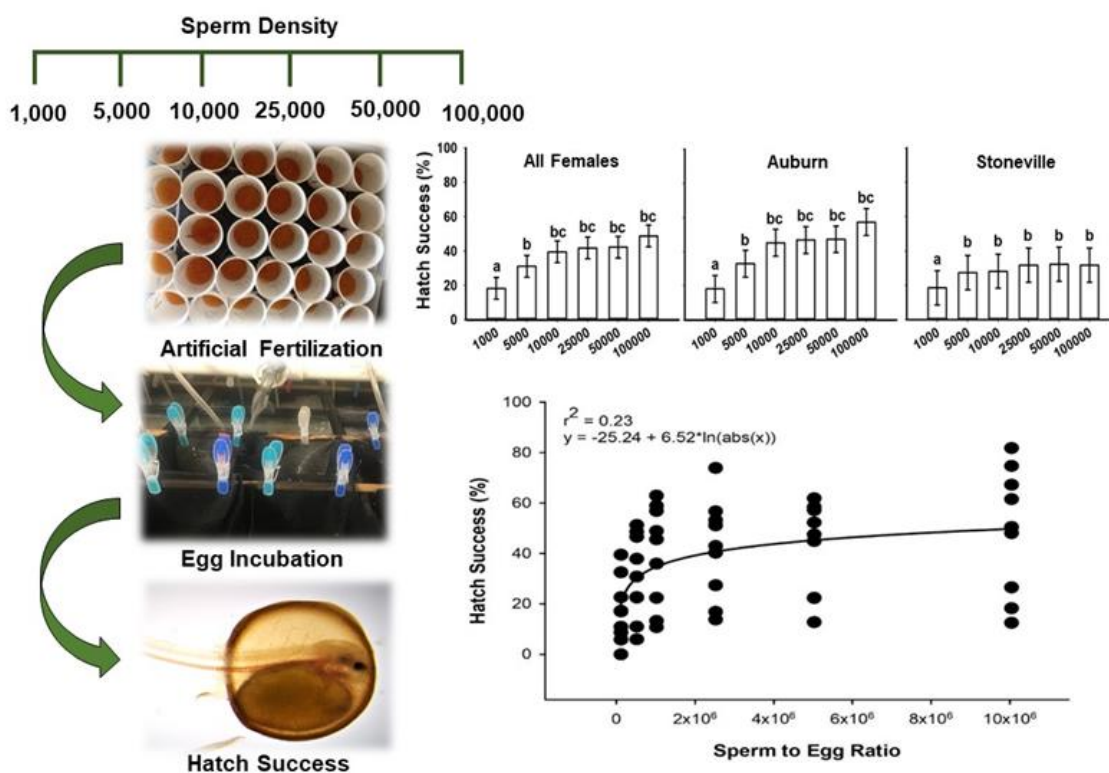 Sperm Density
1,000 5,000 10,000 25,000 50,000 100,000
Artificial Fertilization
Egg Incubation
Hatch Success
Hatch Success (%)
100
80
60
40
20
0
All Females
a b bc bc bc bc
1000 5000 10000 25000 50000 100000
Auburn
a b bc bc bc bc
1000 5000 10000 25000 50000 100000
Stoneville
a b b b b b
1000 5000 10000 25000 50000 100000
r² = 0.23
y = -25.24 + 6.52*ln(abs(x))
Hatch Success (%)
100
80
60
40
20
0
0 2x10⁶ 4x10⁶ 6x10⁶ 8x10⁶ 10x10⁶
Sperm to Egg Ratio